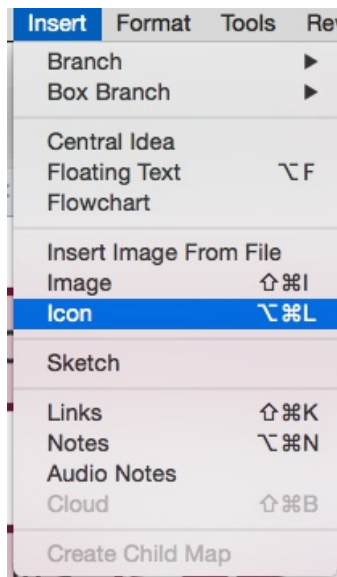 Insert Format Tools Re
Branch ▶
Box Branch ▶
Central Idea
Floating Text ⌥F
Flowchart
Insert Image From File
Image ⇧⌘I
Icon ⌥⌘L
Sketch
Links ⇧⌘K
Notes ⌥⌘N
Audio Notes
Cloud ⇧⌘B
Create Child Map